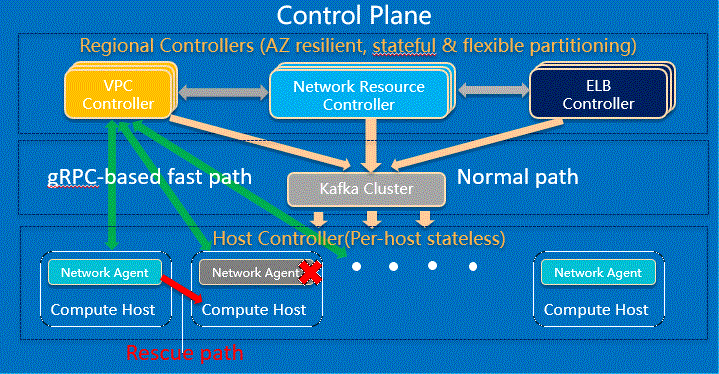 Control Plane
Regional Controllers (AZ resilient, stateful & flexible partitioning)
VPC
Controller
Network Resource
Controller
ELB
Controller
gRPC-based fast path
Kafka Cluster
Normal path
Host Controller(Per-host stateless)
Network Agent
Compute Host
Network Agent
Compute Host
Network Agent
Compute Host
Rescue path